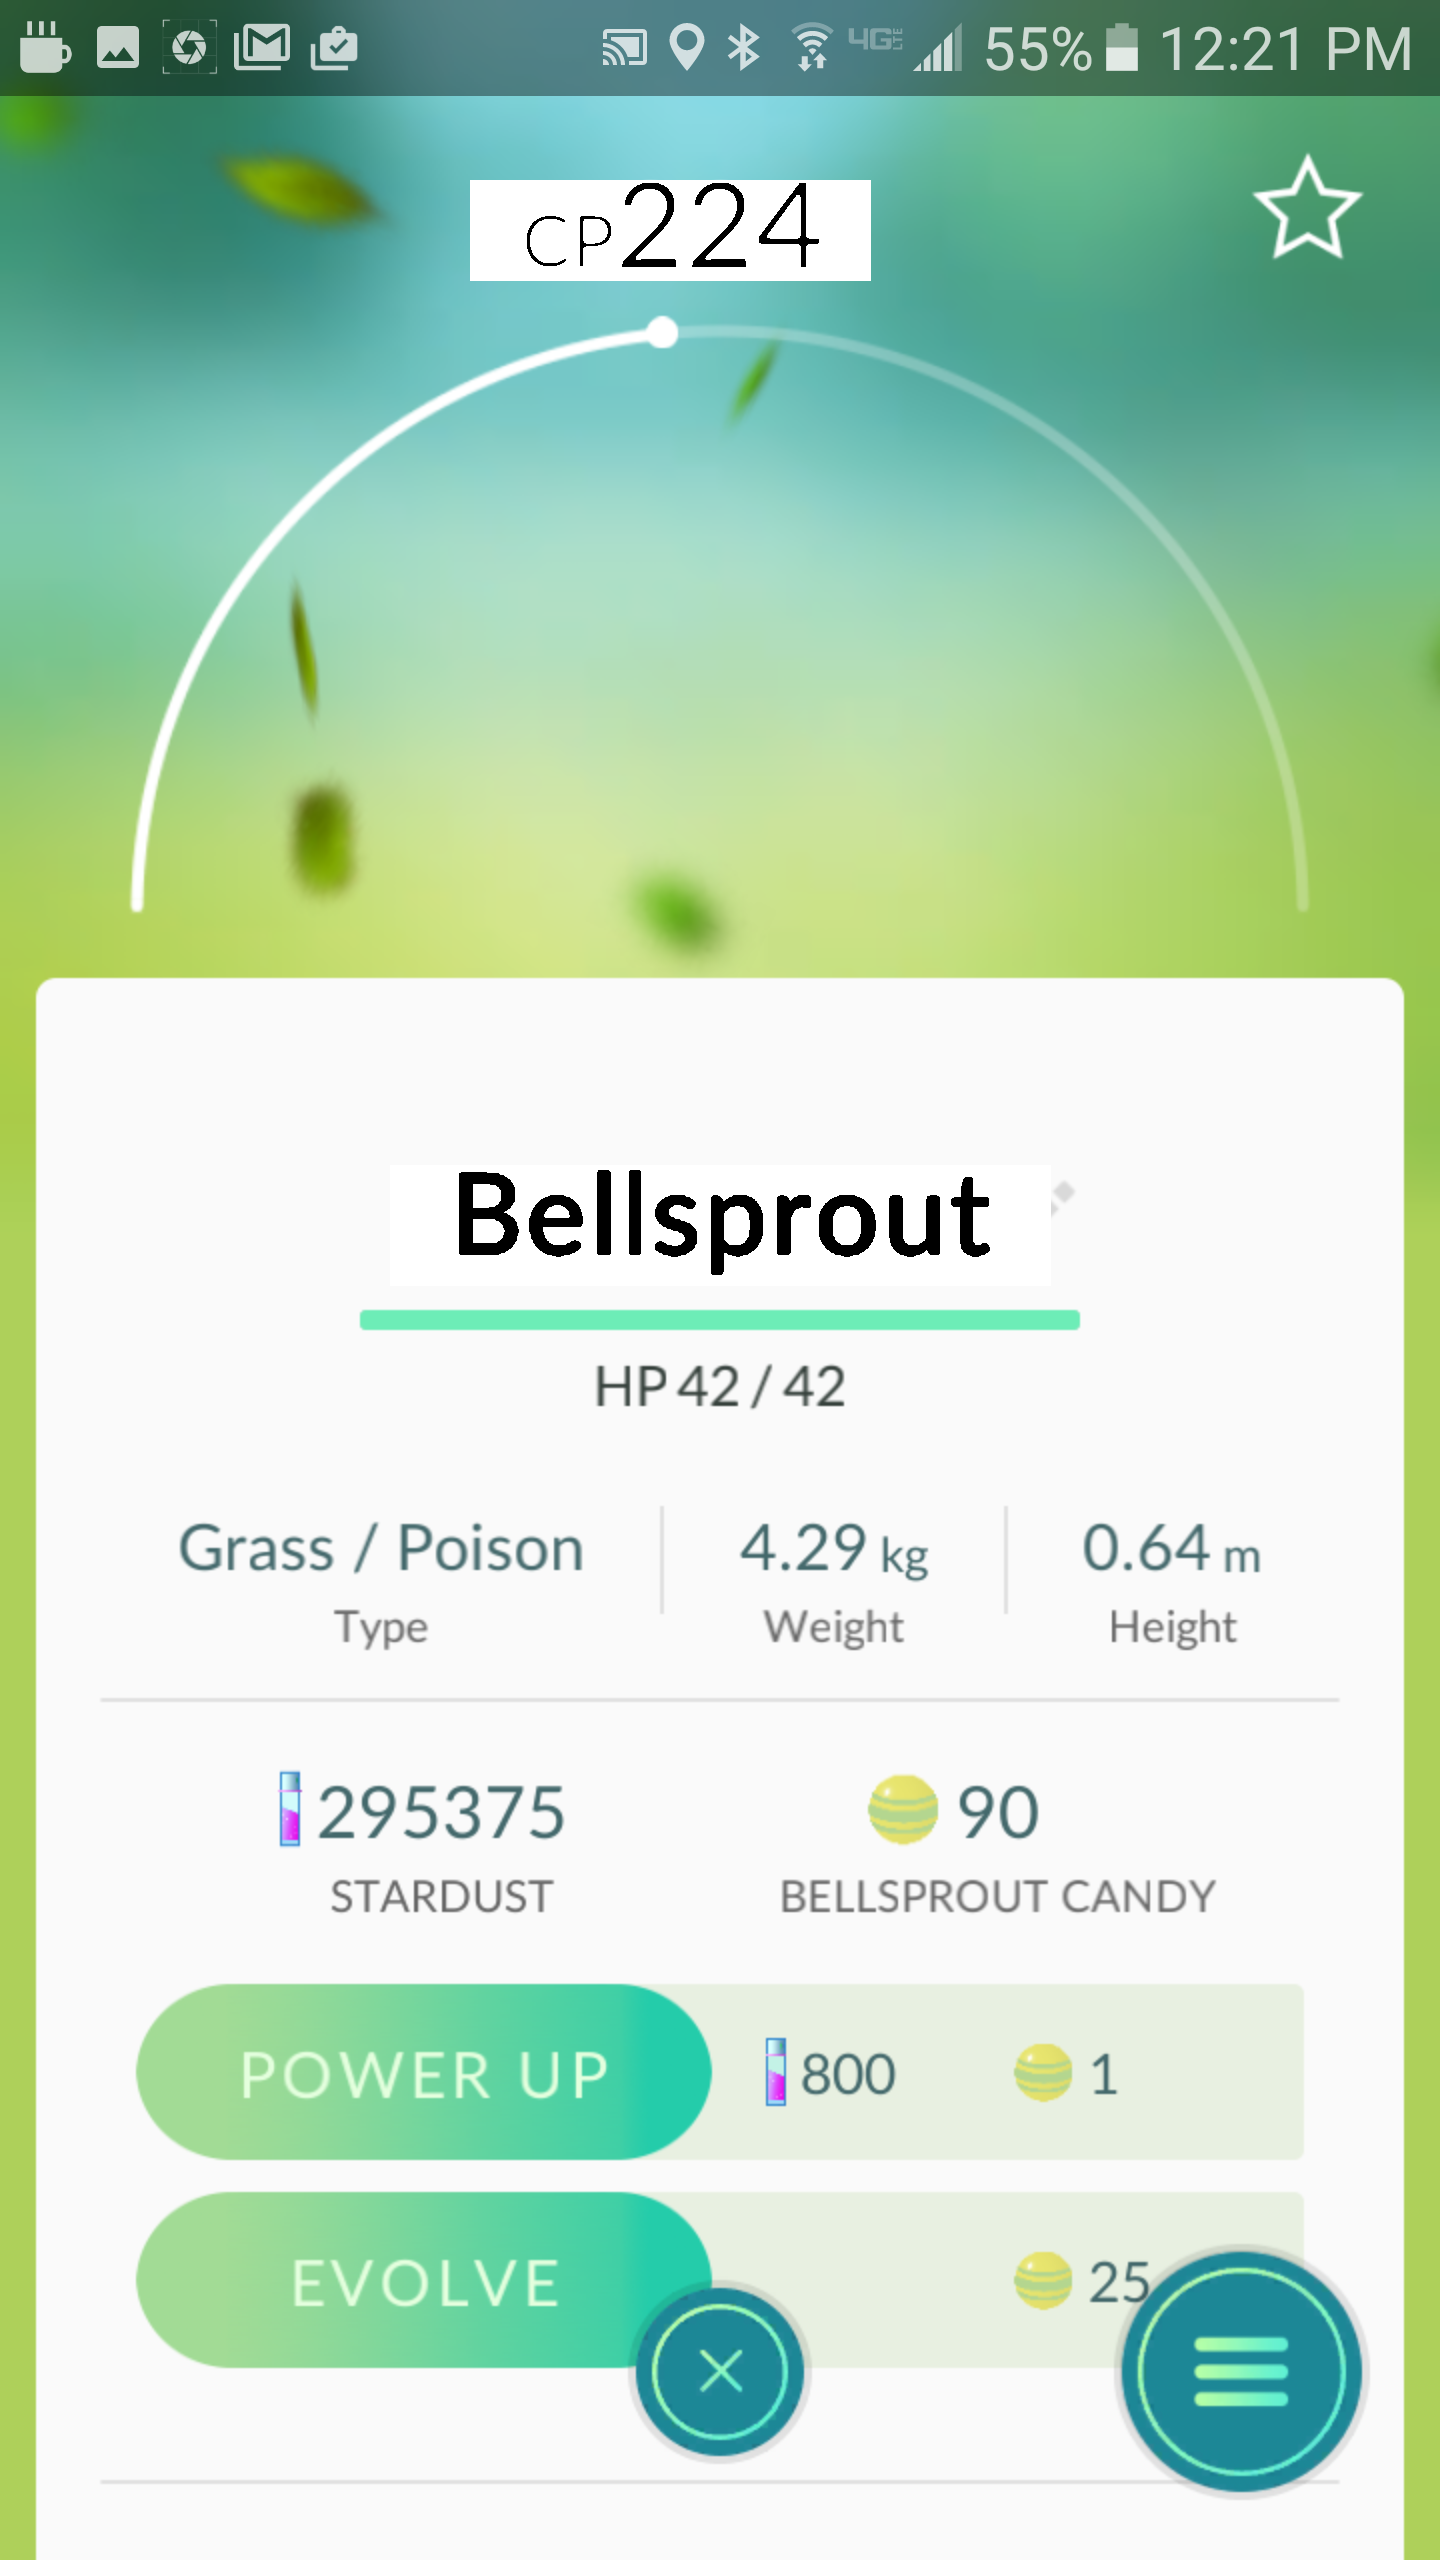 4G LTE 55% 12:21 PM
CP224
Bellsprout
HP 42 / 42
Grass / Poison 4.29 kg 0.64 m
Type Weight Height
295375 90
STARDUST BELLSPROUT CANDY
POWER UP 800 1
EVOLVE 25